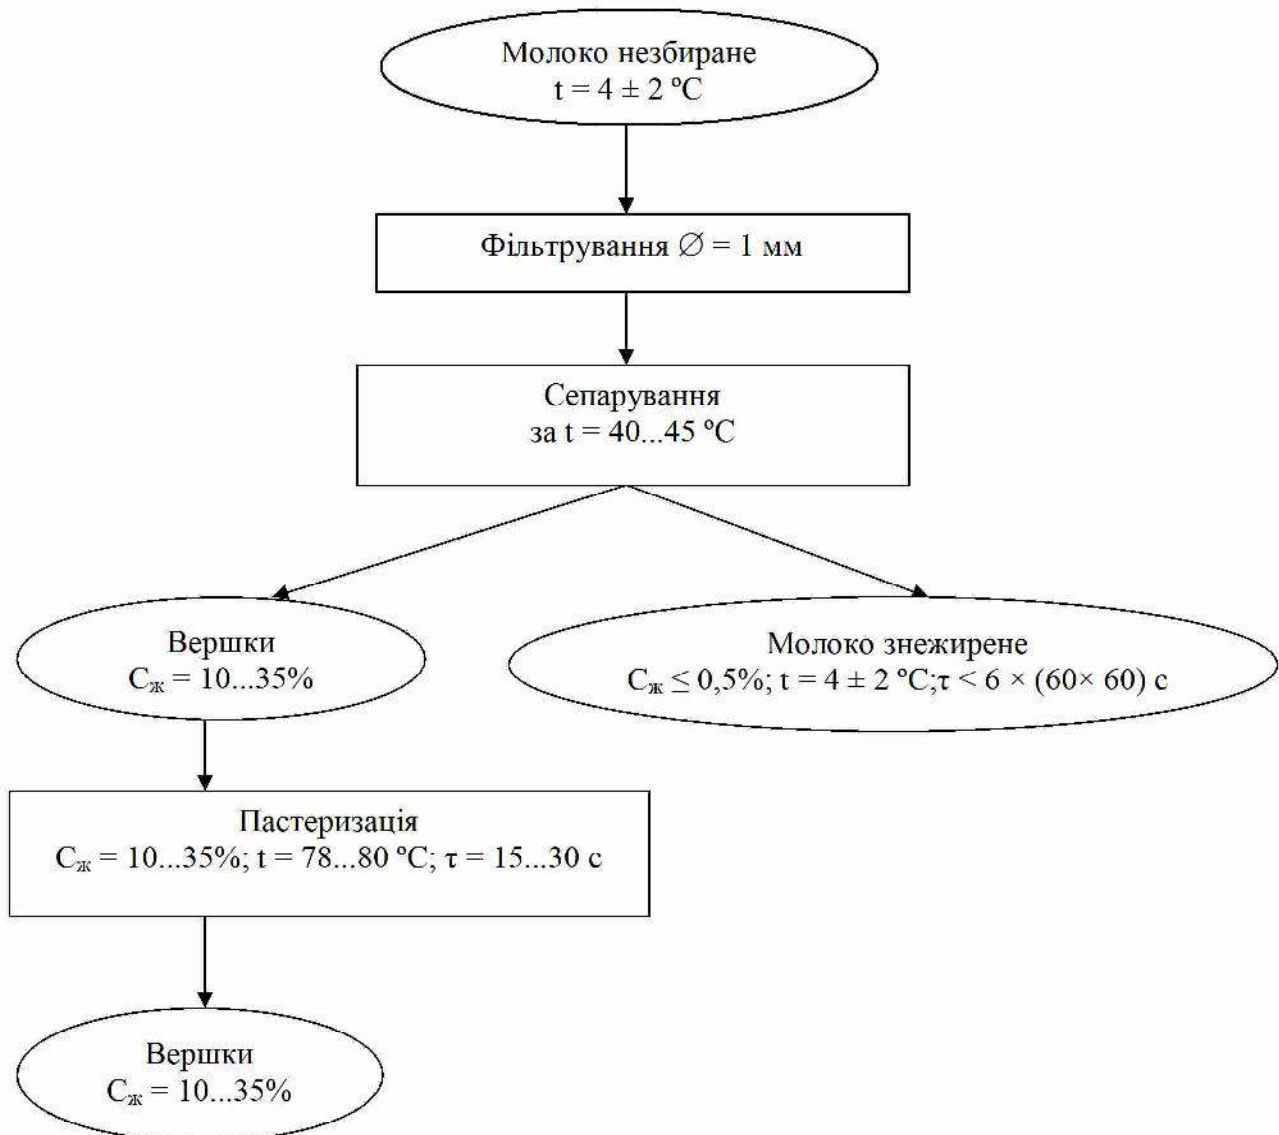 Молоко незбиране
t = 4 ± 2 ºС
Фільтрування ∅ = 1 мм
Сепарування
за t = 40...45 ºС
Вершки
Сж = 10...35%
Молоко знежирене
Сж ≤ 0,5%; t = 4 ± 2 ºС;τ < 6 × (60× 60) с
Пастеризація
Сж = 10...35%; t = 78...80 ºС; τ = 15...30 с
Вершки
Сж = 10...35%